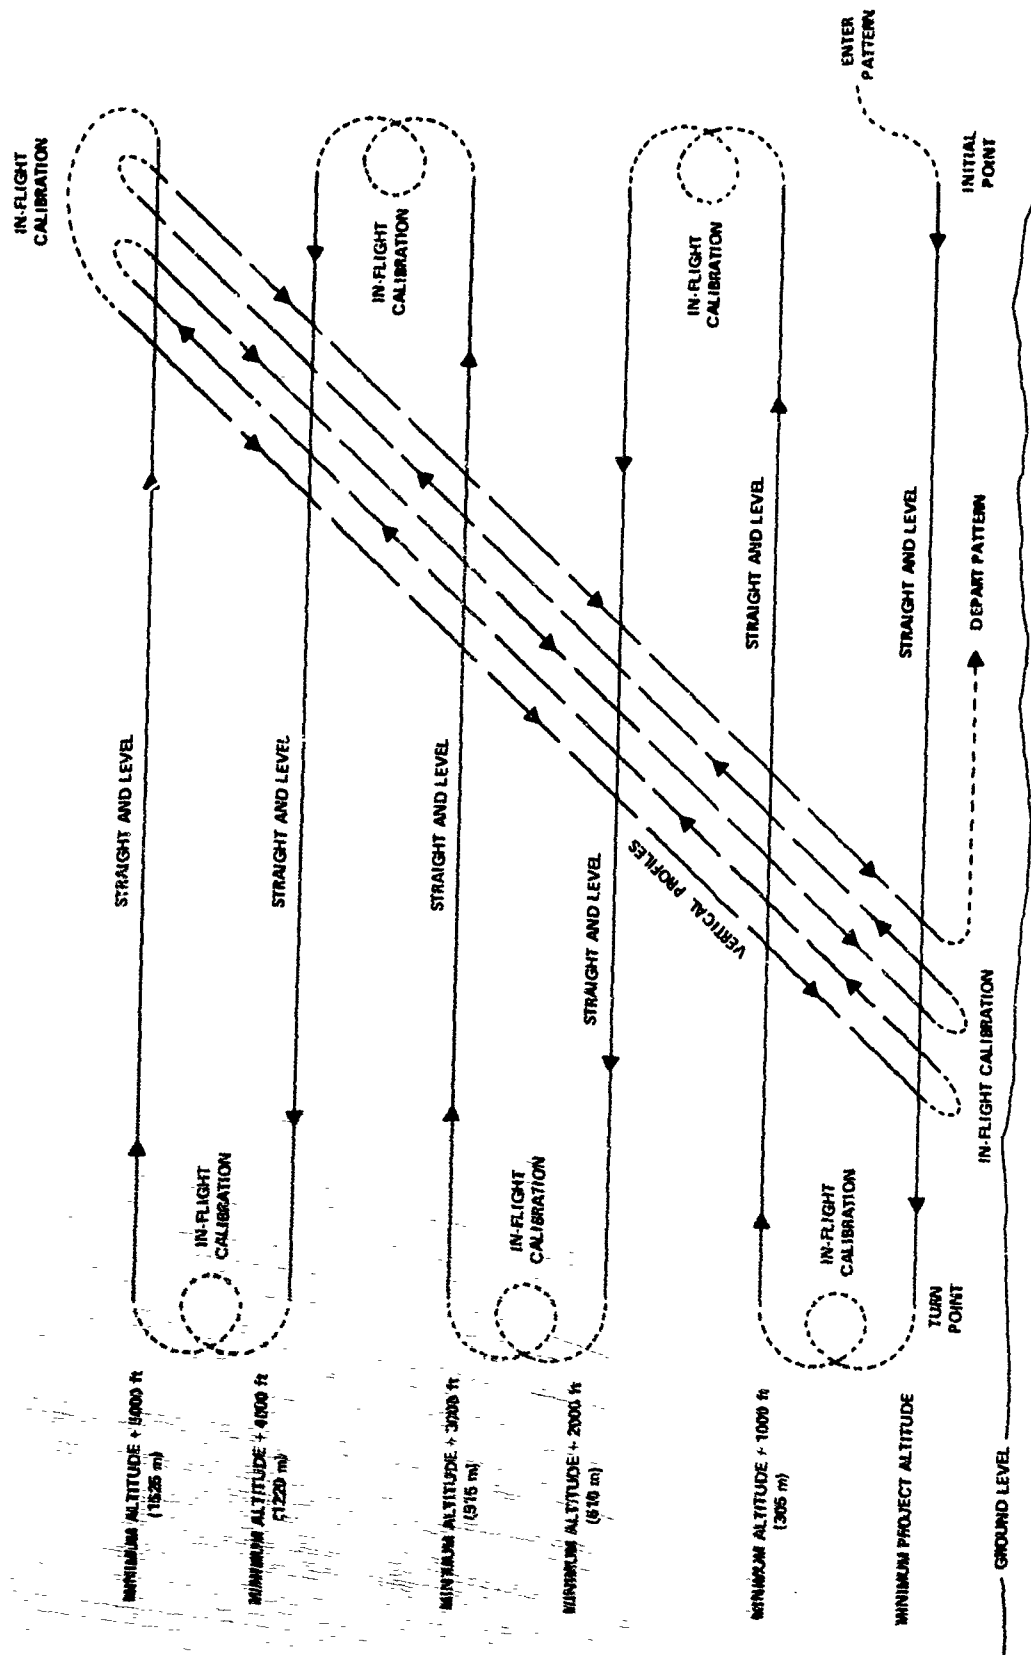 IN-FLIGHT
CALIBRATION
ENTER
PATTERN
MINIMUM ALTITUDE + 5000 ft
(1525 m)
STRAIGHT AND LEVEL
IN-FLIGHT
CALIBRATION
MINIMUM ALTITUDE + 4000 ft
(1220 m)
STRAIGHT AND LEVEL
IN-FLIGHT
CALIBRATION
MINIMUM ALTITUDE + 3000 ft
(915 m)
STRAIGHT AND LEVEL
IN-FLIGHT
CALIBRATION
MINIMUM ALTITUDE + 2000 ft
(610 m)
STRAIGHT AND LEVEL
VERTICAL PROFILES
IN-FLIGHT
CALIBRATION
MINIMUM ALTITUDE + 1000 ft
(305 m)
STRAIGHT AND LEVEL
IN-FLIGHT
CALIBRATION
MINIMUM PROJECT ALTITUDE
STRAIGHT AND LEVEL
TURN
POINT
INITIAL
POINT
IN-FLIGHT CALIBRATION
DEPART PATTERN
GROUND LEVEL